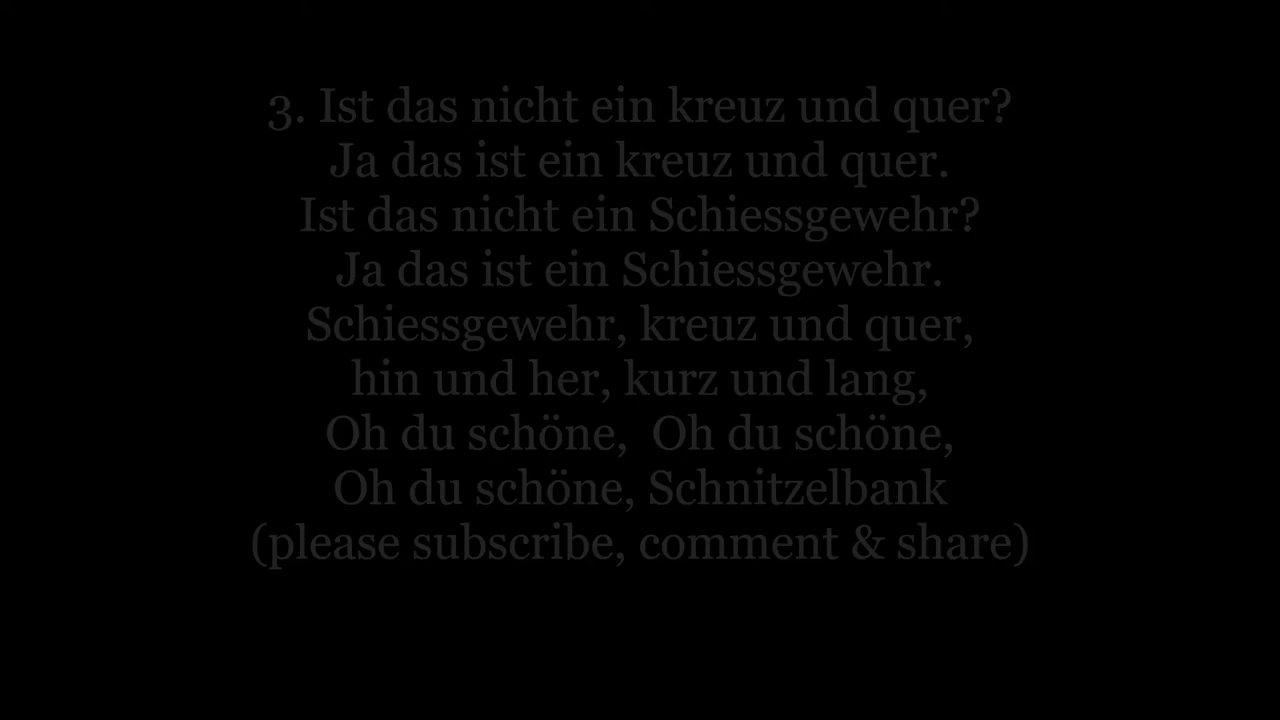 3. Ist das nicht ein kreuz und quer?
Ja das ist ein kreuz und quer.
Ist das nicht ein Schiessgewehr?
Ja das ist ein Schiessgewehr.
Schiessgewehr, kreuz und quer,
hin und her, kurz und lang,
Oh du schöne,  Oh du schöne,
Oh du schöne, Schnitzelbank
(please subscribe, comment & share)